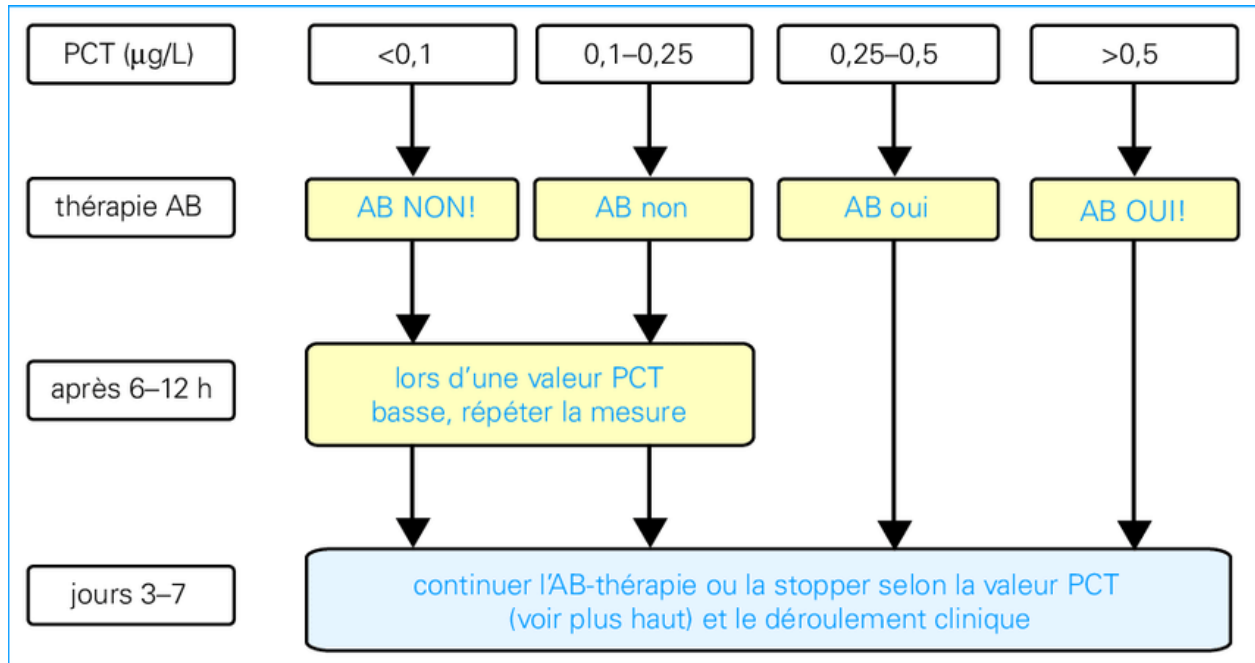 PCT (µg/L)
<0,1
0,1–0,25
0,25–0,5
>0,5
thérapie AB
AB NON!
AB non
AB oui
AB OUI!
après 6–12 h
lors d’une valeur PCT
basse, répéter la mesure
jours 3–7
continuer l’AB-thérapie ou la stopper selon la valeur PCT
(voir plus haut) et le déroulement clinique